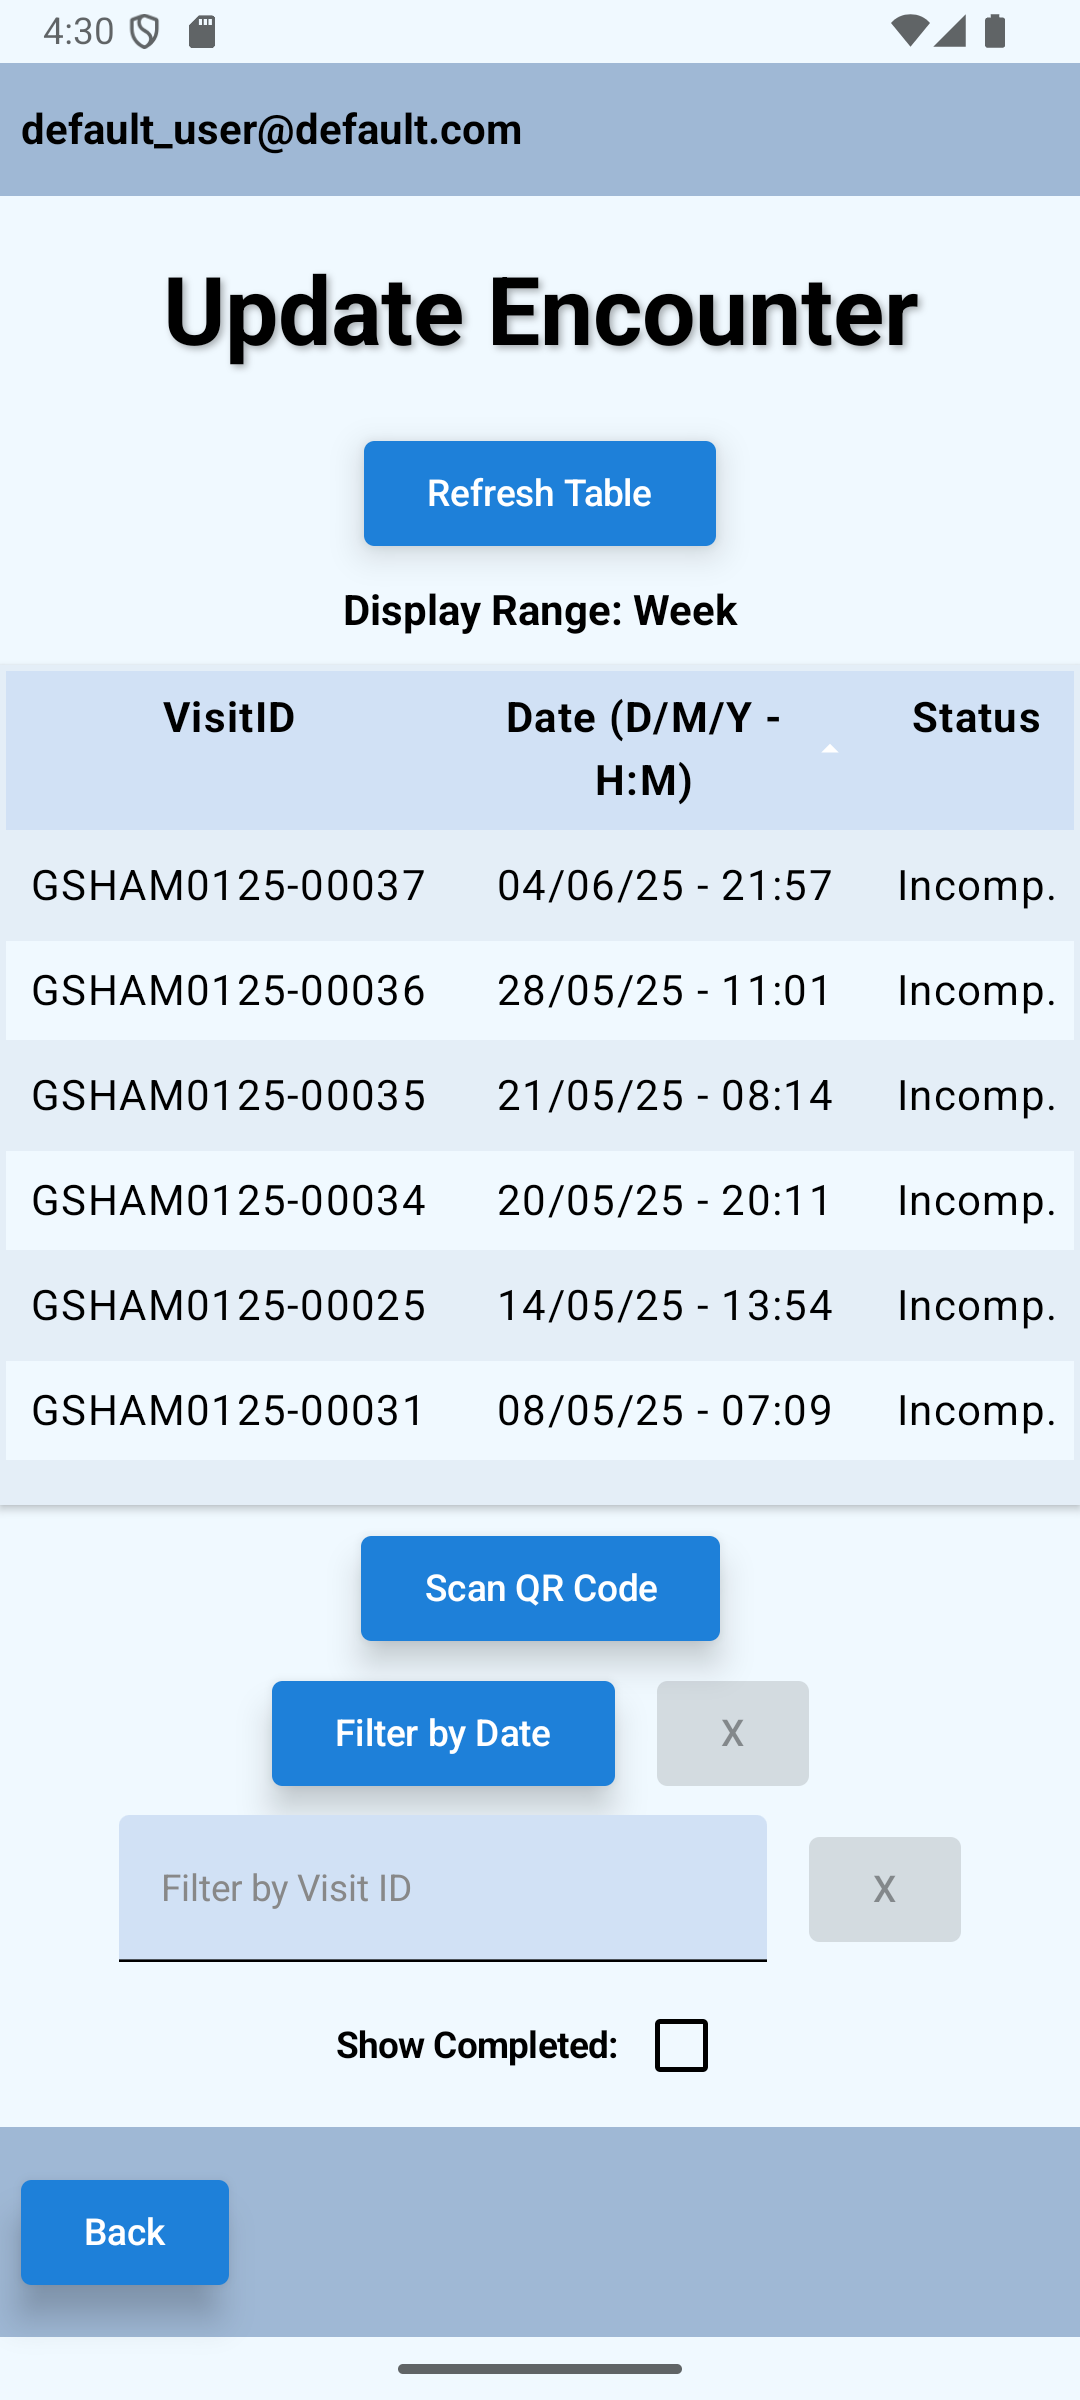 4:30
default_user@default.com
Update Encounter
Refresh Table
Display Range: Week
VisitID Date (D/M/Y - H:M) Status
GSHAM0125-00037 04/06/25 - 21:57 Incomp.
GSHAM0125-00036 28/05/25 - 11:01 Incomp.
GSHAM0125-00035 21/05/25 - 08:14 Incomp.
GSHAM0125-00034 20/05/25 - 20:11 Incomp.
GSHAM0125-00025 14/05/25 - 13:54 Incomp.
GSHAM0125-00031 08/05/25 - 07:09 Incomp.
Scan QR Code
Filter by Date X
Filter by Visit ID X
Show Completed:
Back